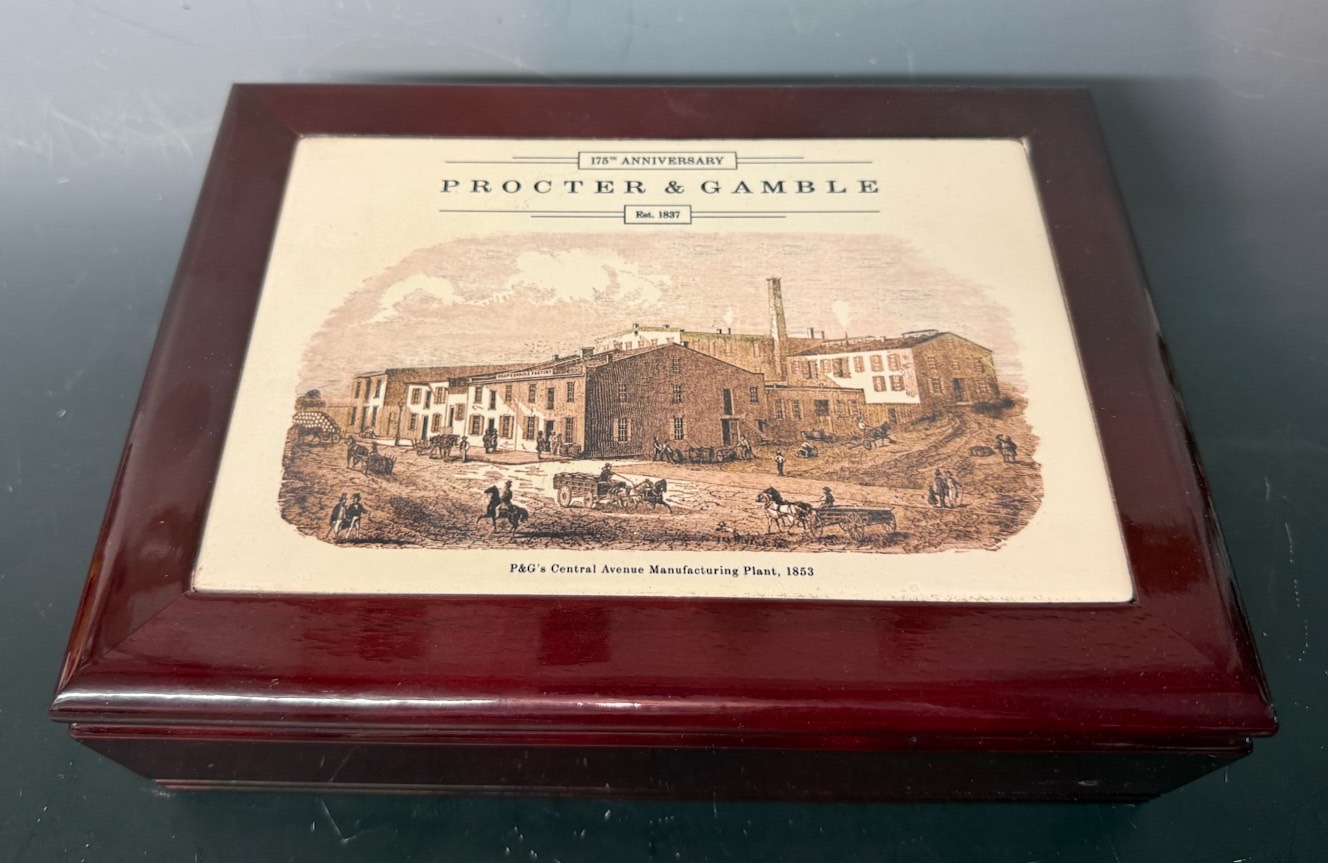 175TH ANNIVERSARY
PROCTER & GAMBLE
Est. 1837
P&G's Central Avenue Manufacturing Plant, 1853